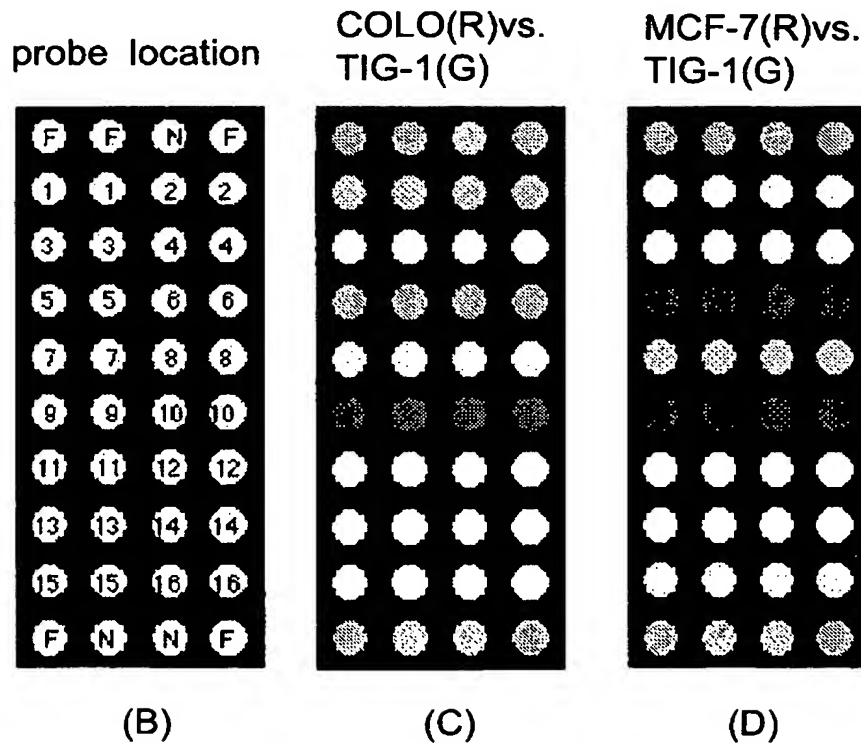 probe location
COLO(R)vs.
TIG-1(G)
MCF-7(R)vs.
TIG-1(G)
F F N F
1 1 2 2
3 3 4 4
5 5 6 6
7 7 8 8
9 9 10 10
11 11 12 12
13 13 14 14
15 15 16 16
F N N F
(B)
(C)
(D)